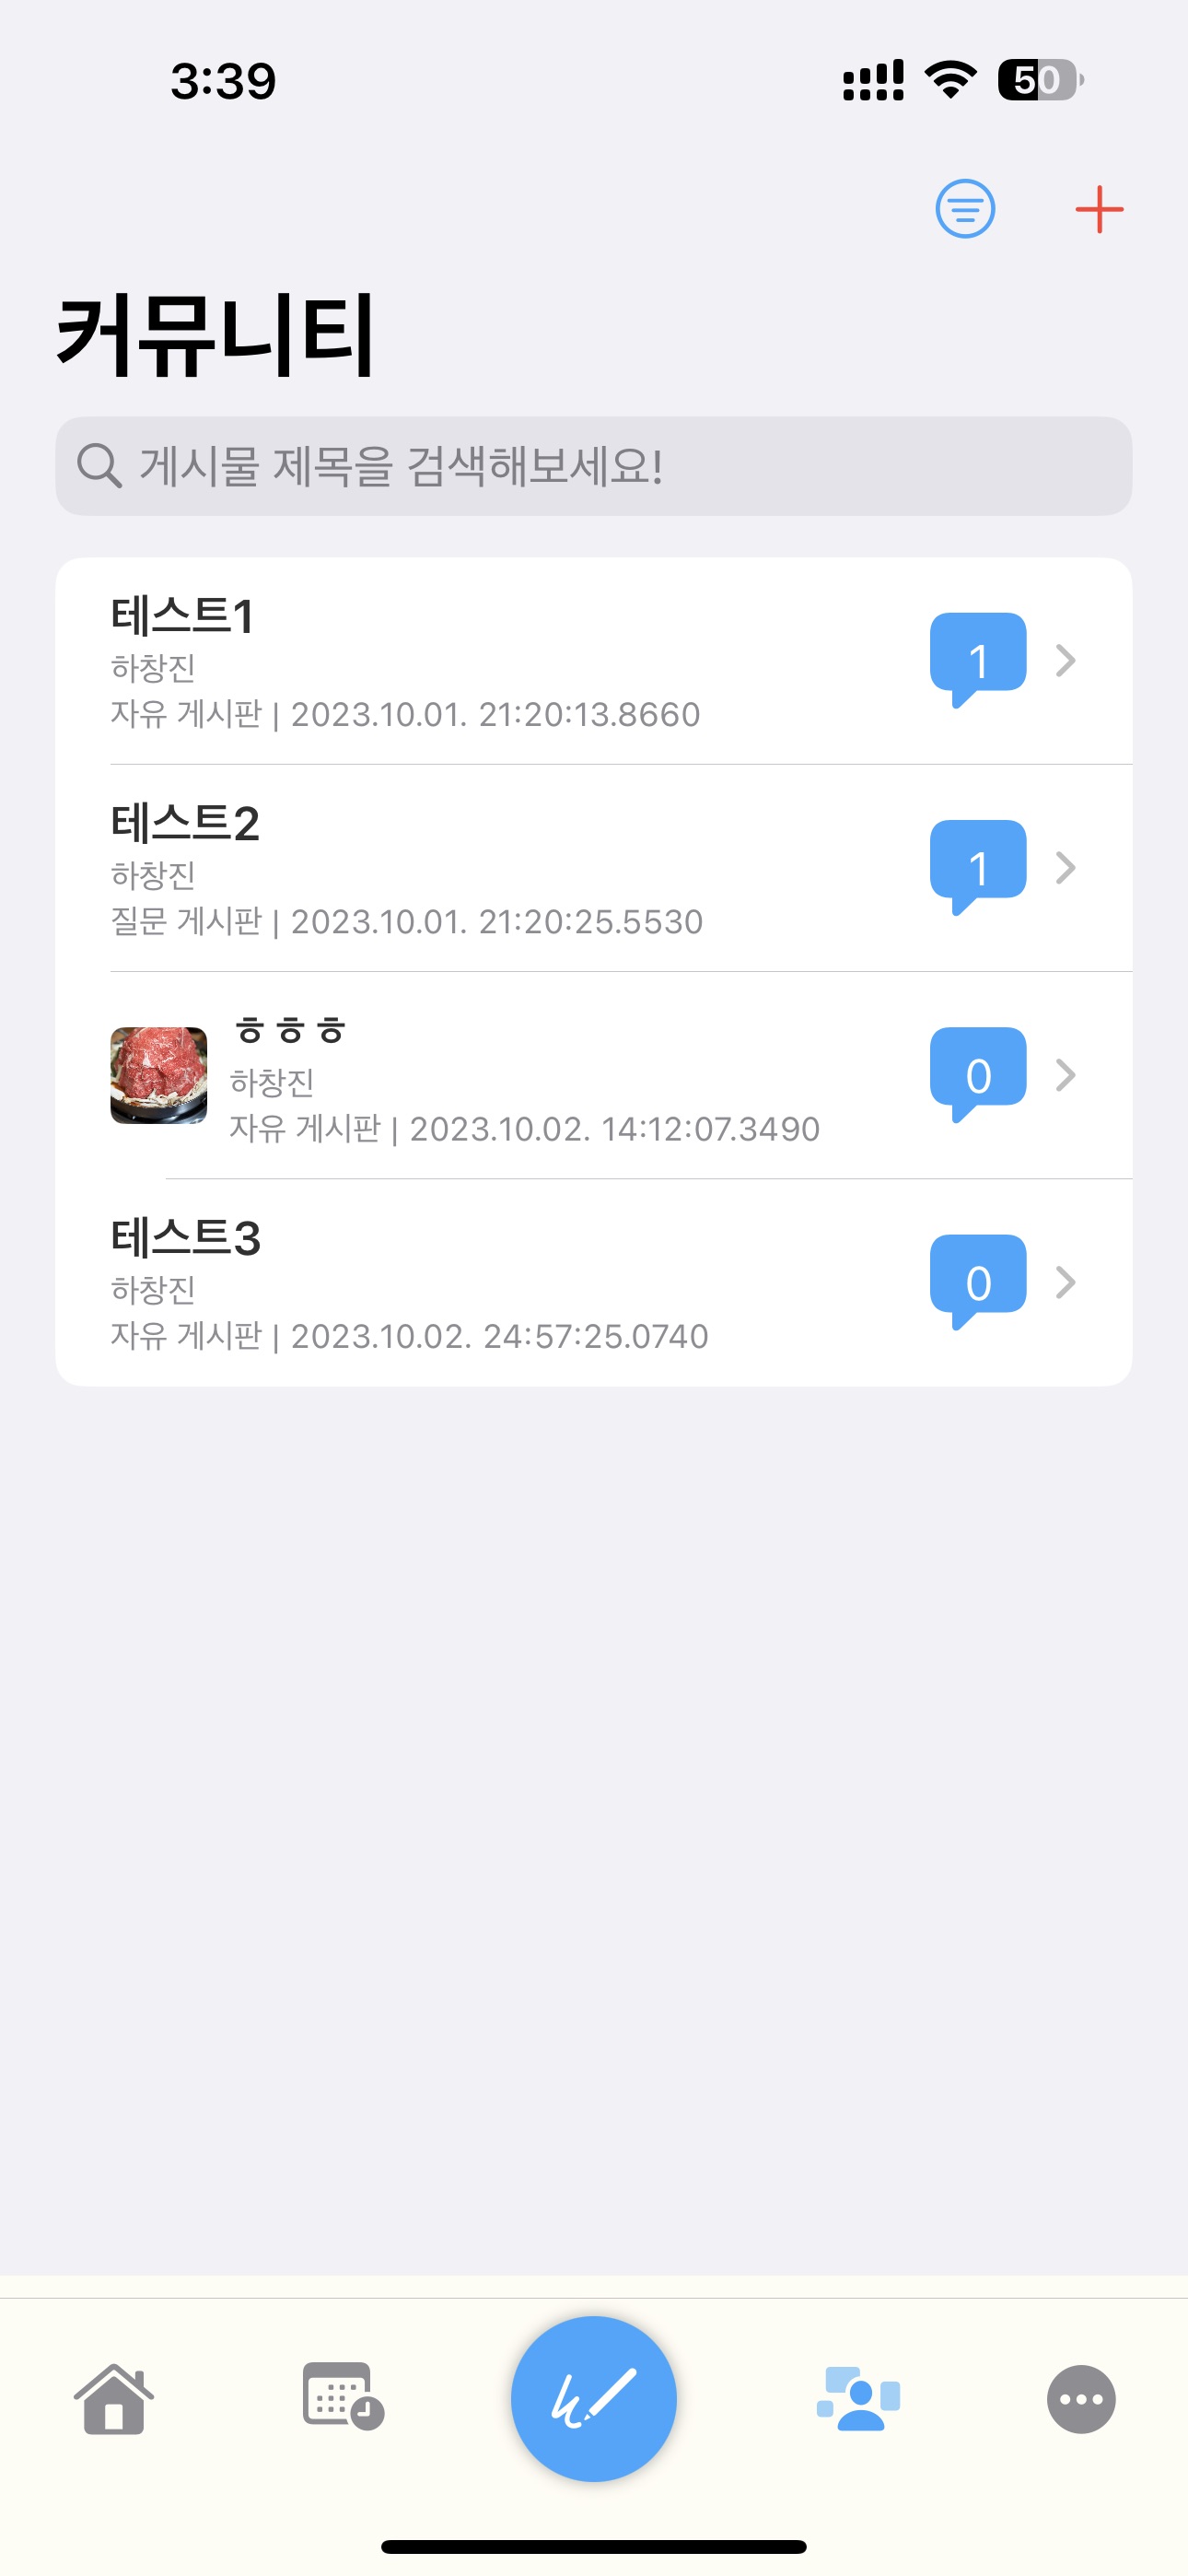 3:39
50
커뮤니티
게시물 제목을 검색해보세요!
테스트1
하창진
자유 게시판 | 2023.10.01. 21:20:13.8660
1
테스트2
하창진
질문 게시판 | 2023.10.01. 21:20:25.5530
1
ㅎㅎㅎ
하창진
자유 게시판 | 2023.10.02. 14:12:07.3490
0
테스트3
하창진
자유 게시판 | 2023.10.02. 24:57:25.0740
0